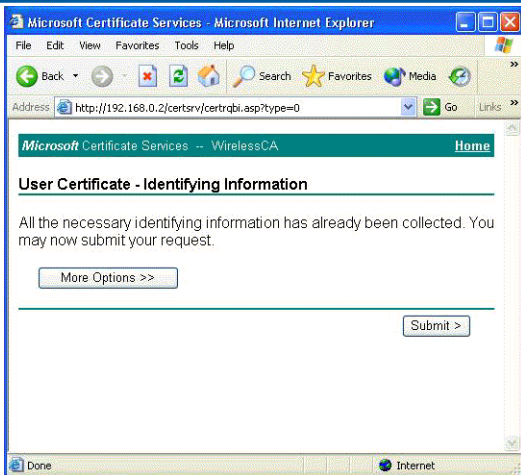 Microsoft Certificate Services - Microsoft Internet Explorer
File Edit View Favorites Tools Help
Back Search Favorites Media »
Address http://192.168.0.2/certsrv/certrqbi.asp?type=0 Go Links »
Microsoft Certificate Services -- WirelessCA Home
User Certificate - Identifying Information
All the necessary identifying information has already been collected. You
may now submit your request.
More Options >>
Submit >
Done Internet